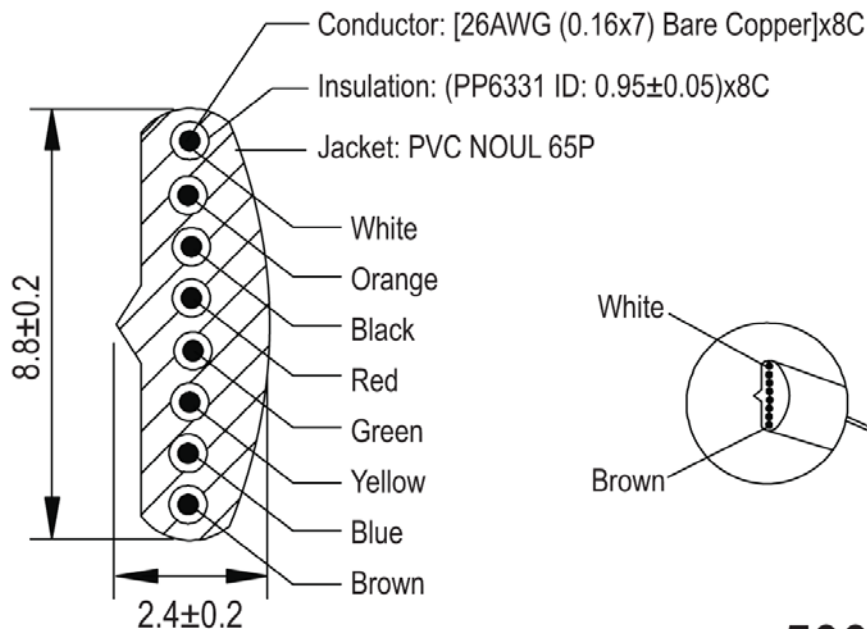 Conductor: [26AWG (0.16x7) Bare Copper]x8C
Insulation: (PP6331 ID: 0.95±0.05)x8C
Jacket: PVC NOUL 65P
White
Orange
Black
Red
Green
Yellow
Blue
Brown
8.8±0.2
2.4±0.2
White
Brown